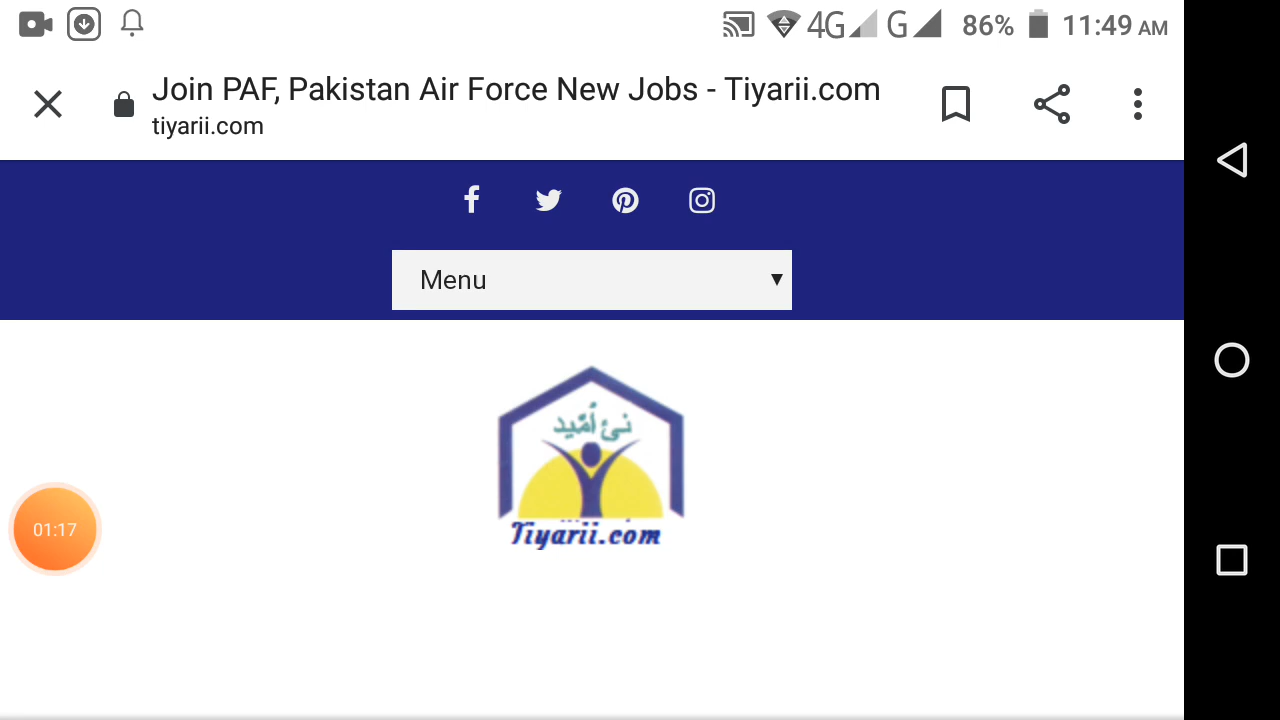 4G G 86% 11:49 AM
Join PAF, Pakistan Air Force New Jobs - Tiyarii.com
tiyarii.com
Menu ▼
نئ اُمّید
Tiyarii.com
01:17